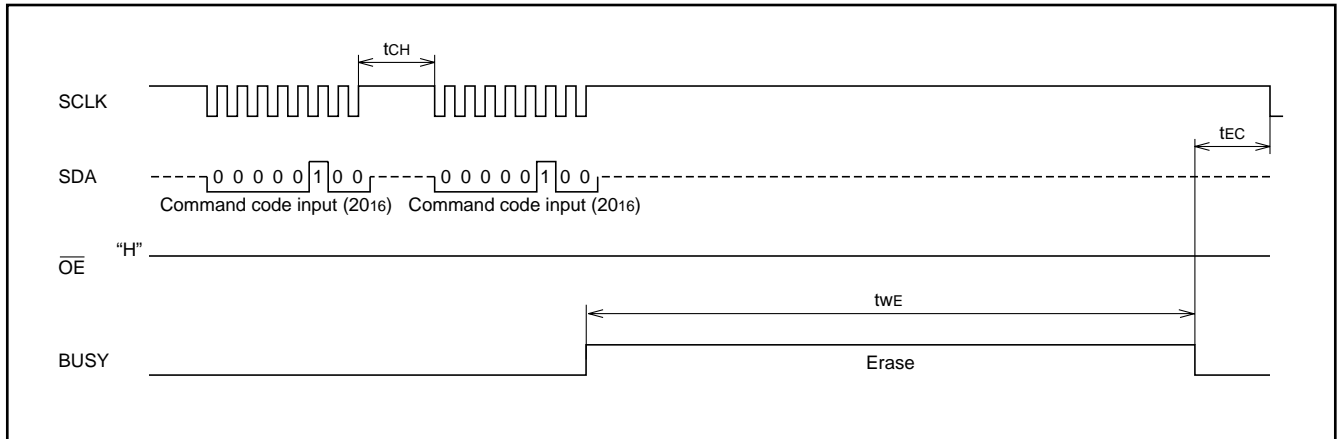 tCH
SCLK
tEC
SDA
0 0 0 0 0 1 0 0
0 0 0 0 0 1 0 0
Command code input (2016)
Command code input (2016)
"H"
OE
twE
BUSY
Erase